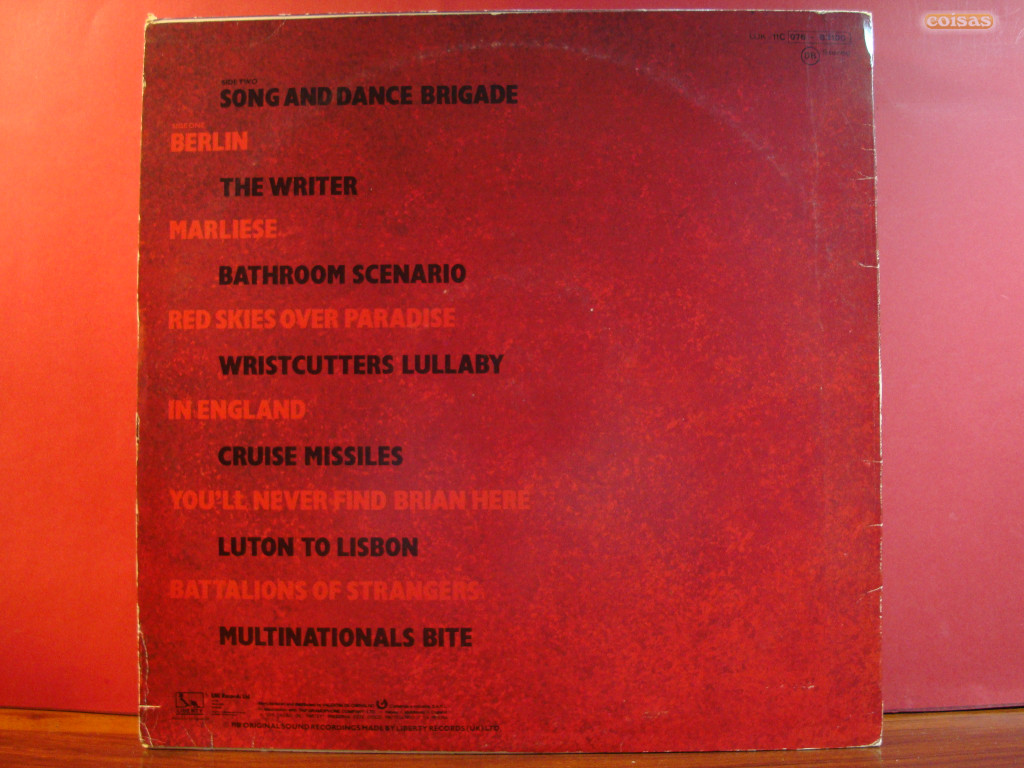 coisas
SIDE TWO
SONG AND DANCE BRIGADE
SIDE ONE
BERLIN
THE WRITER
MARLIESE
BATHROOM SCENARIO
RED SKIES OVER PARADISE
WRISTCUTTERS LULLABY
IN ENGLAND
CRUISE MISSILES
YOU'LL NEVER FIND BRIAN HERE
LUTON TO LISBON
BATTALIONS OF STRANGERS
MULTINATIONALS BITE
ORIGINAL SOUND RECORDINGS MADE BY LIBERTY RECORDS (UK) LTD